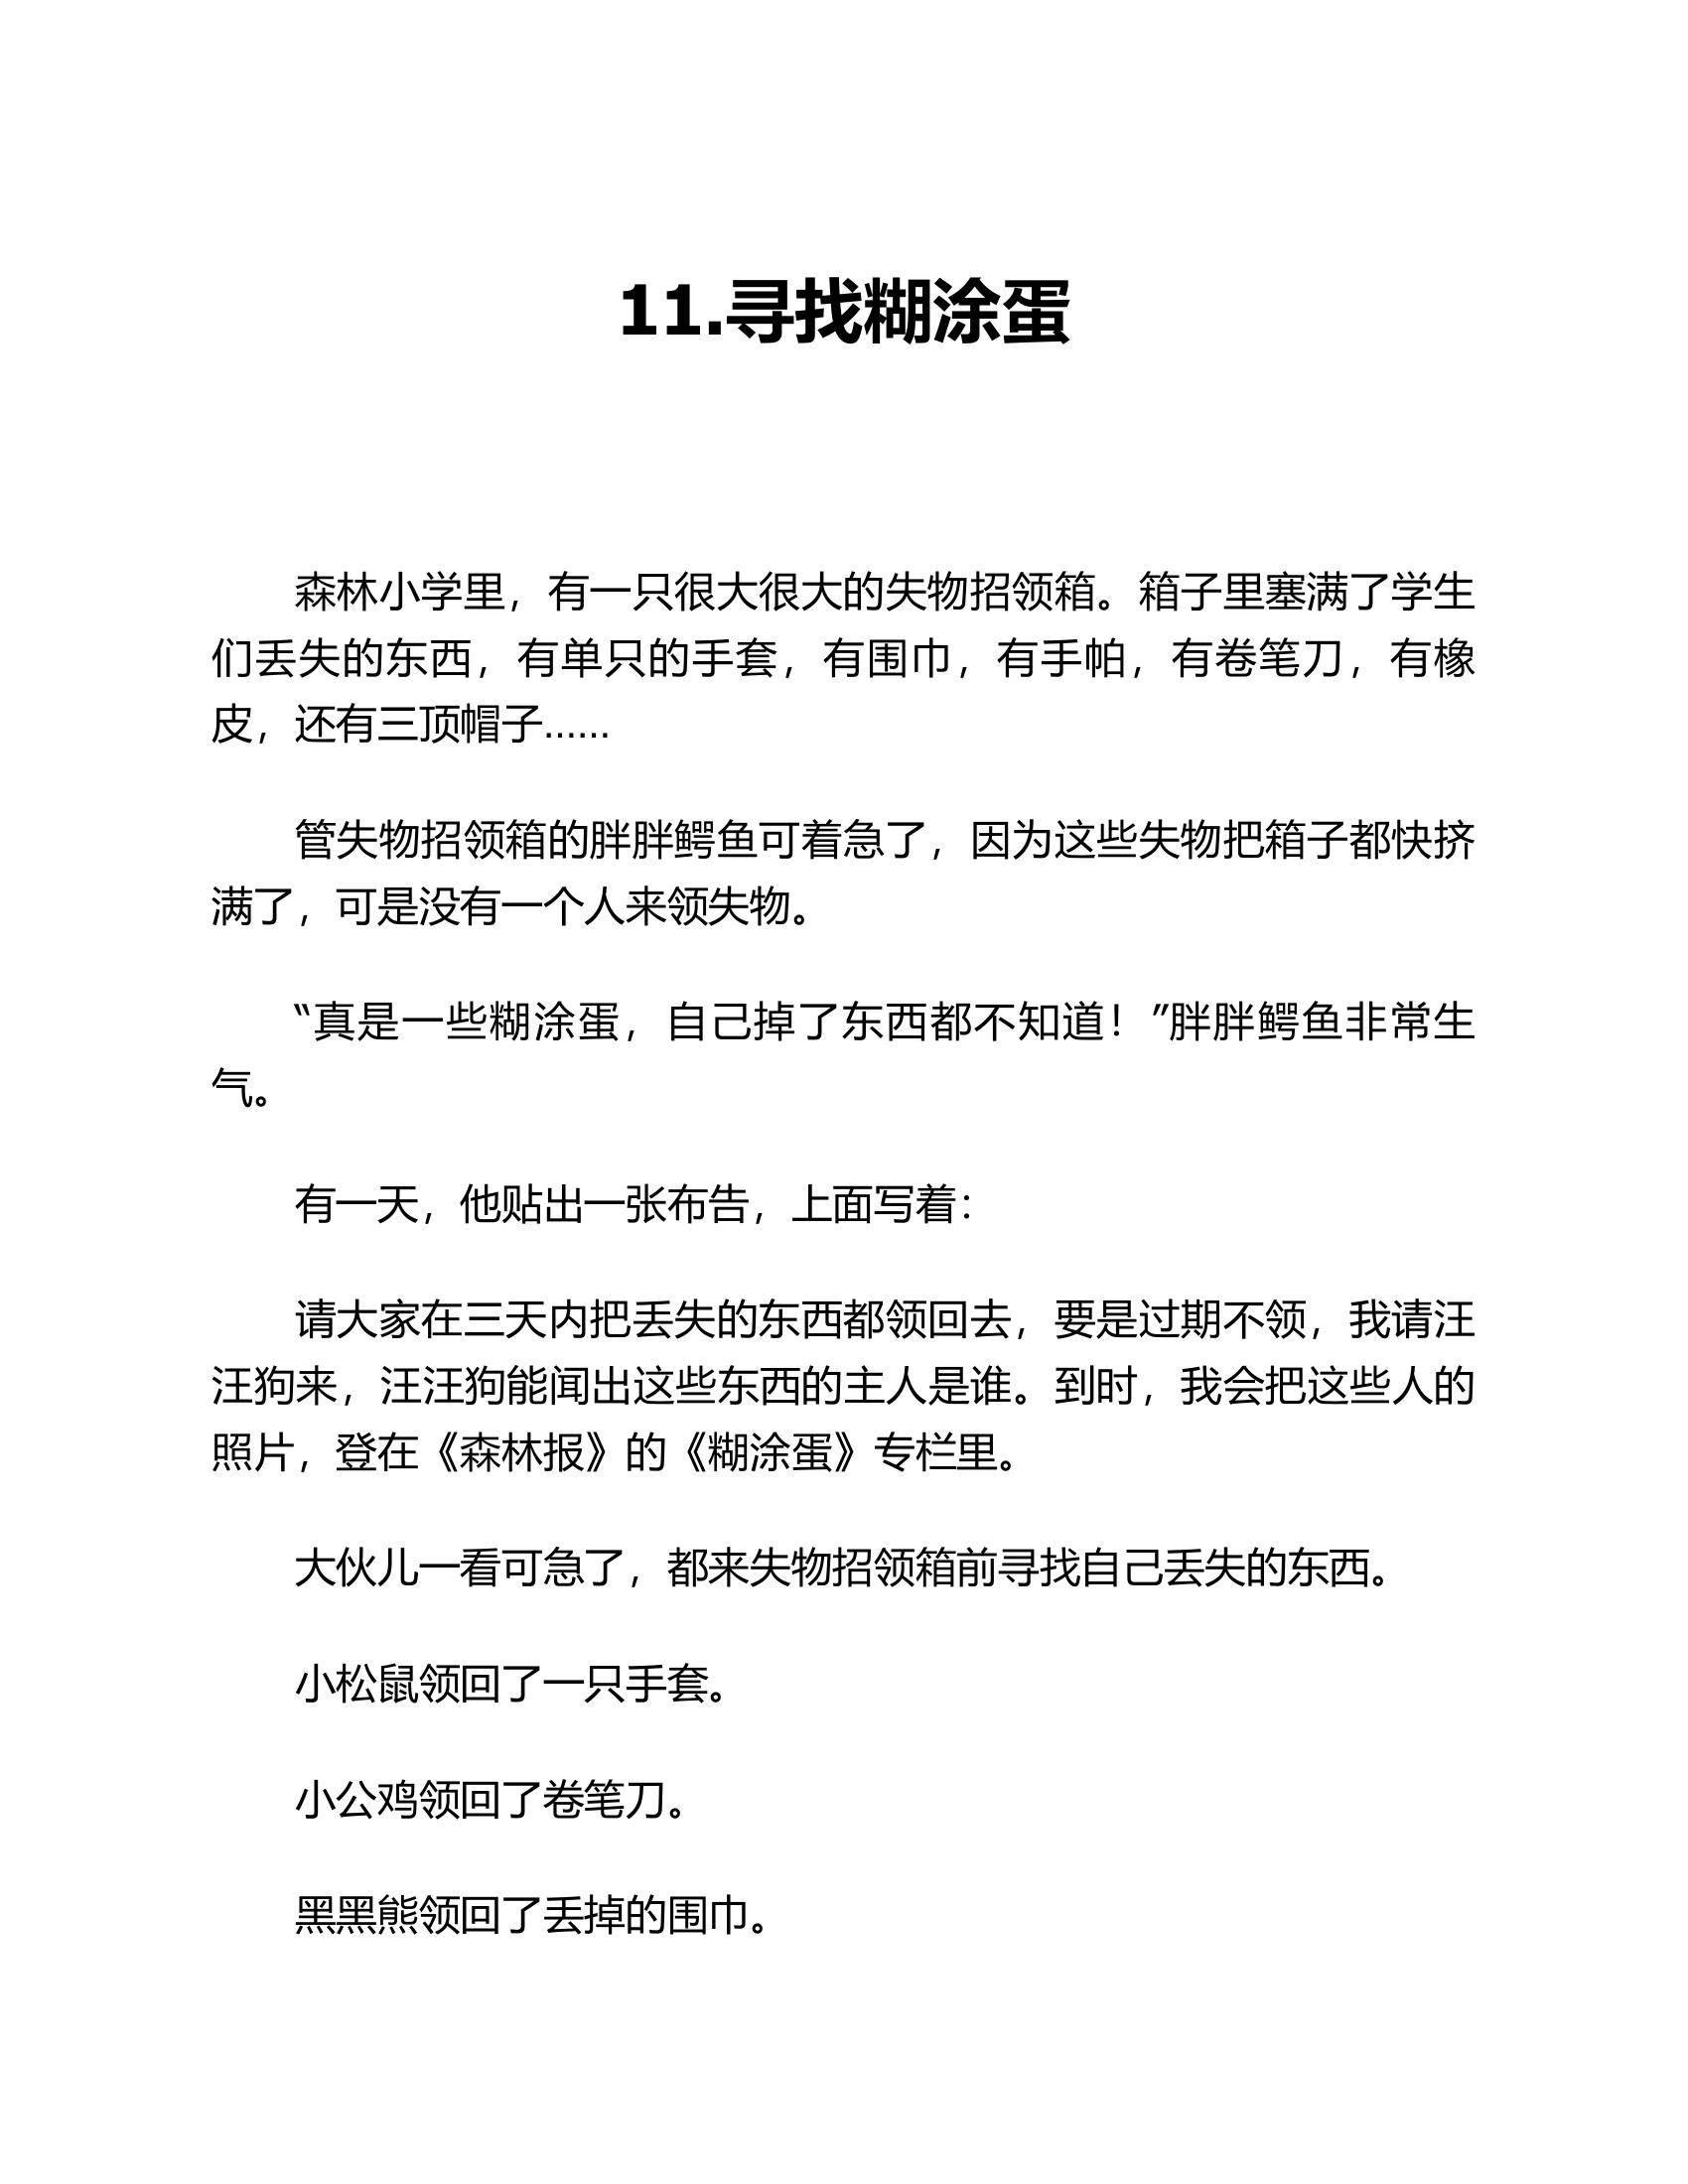 11.寻找糊涂蛋
森林小学里，有一只很大很大的失物招领箱。箱子里塞满了学生
们丢失的东西，有单只的手套，有围巾，有手帕，有卷笔刀，有橡
皮，还有三顶帽子……
管失物招领箱的胖胖鳄鱼可着急了，因为这些失物把箱子都快挤
满了，可是没有一个人来领失物。
“真是一些糊涂蛋，自己掉了东西都不知道！”胖胖鳄鱼非常生
气。
有一天，他贴出一张布告，上面写着：
请大家在三天内把丢失的东西都领回去，要是过期不领，我请汪
汪狗来，汪汪狗能闻出这些东西的主人是谁。到时，我会把这些人的
照片，登在《森林报》的《糊涂蛋》专栏里。
大伙儿一看可急了，都来失物招领箱前寻找自己丢失的东西。
小松鼠领回了一只手套。
小公鸡领回了卷笔刀。
黑黑熊领回了丢掉的围巾。